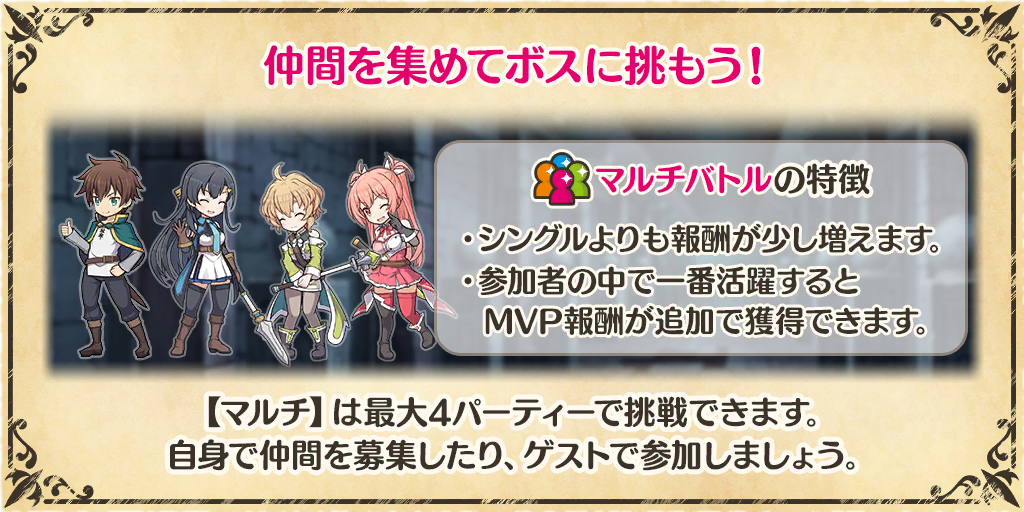 仲間を集めてボスに挑もう！
マルチバトルの特徴
・シングルよりも報酬が少し増えます。
・参加者の中で一番活躍すると
MVP報酬が追加で獲得できます。
【マルチ】は最大4パーティーで挑戦できます。
自身で仲間を募集したり、ゲストで参加しましょう。